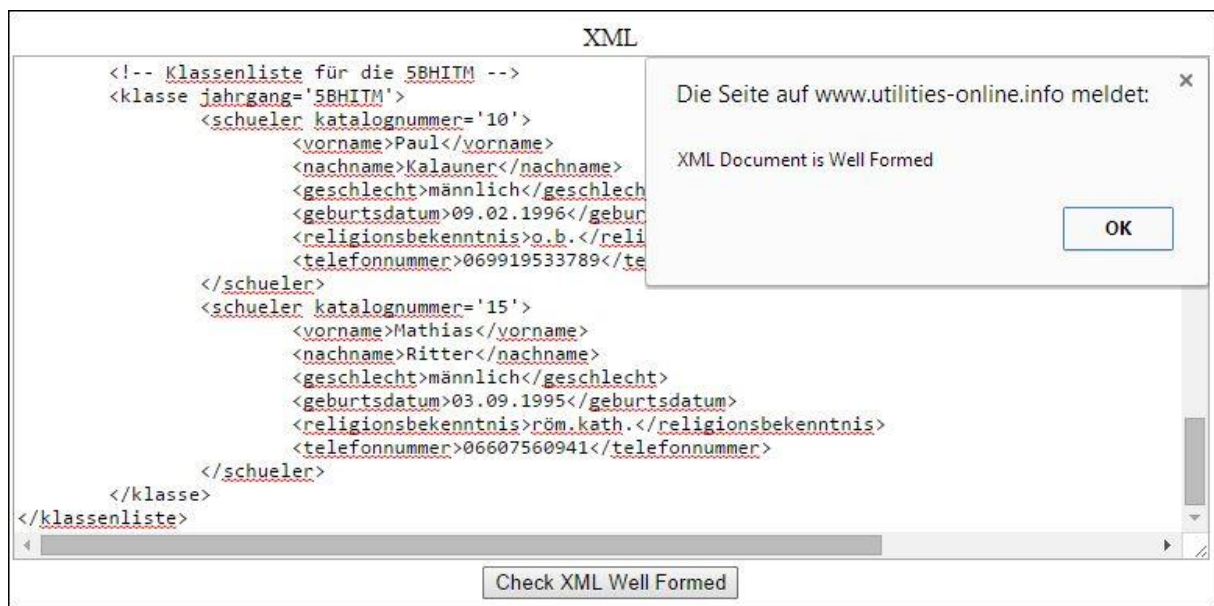 XML
<!-- Klassenliste für die 5BHITM -->
<klasse jahrgang='5BHITM'>
<schueler katalognummer='10'>
<vorname>Paul</vorname>
<nachname>Kalauner</nachname>
<geschlecht>männlich</geschlech
<geburtsdatum>09.02.1996</gebur
<religionsbekenntnis>o.b.</reli
<telefonnummer>069919533789</te
</schueler>
<schueler katalognummer='15'>
<vorname>Mathias</vorname>
<nachname>Ritter</nachname>
<geschlecht>männlich</geschlecht>
<geburtsdatum>03.09.1995</geburtsdatum>
<religionsbekenntnis>röm.kath.</religionsbekenntnis>
<telefonnummer>06607560941</telefonnummer>
</schueler>
</klasse>
</klassenliste>
Die Seite auf www.utilities-online.info meldet:
XML Document is Well Formed
OK
Check XML Well Formed